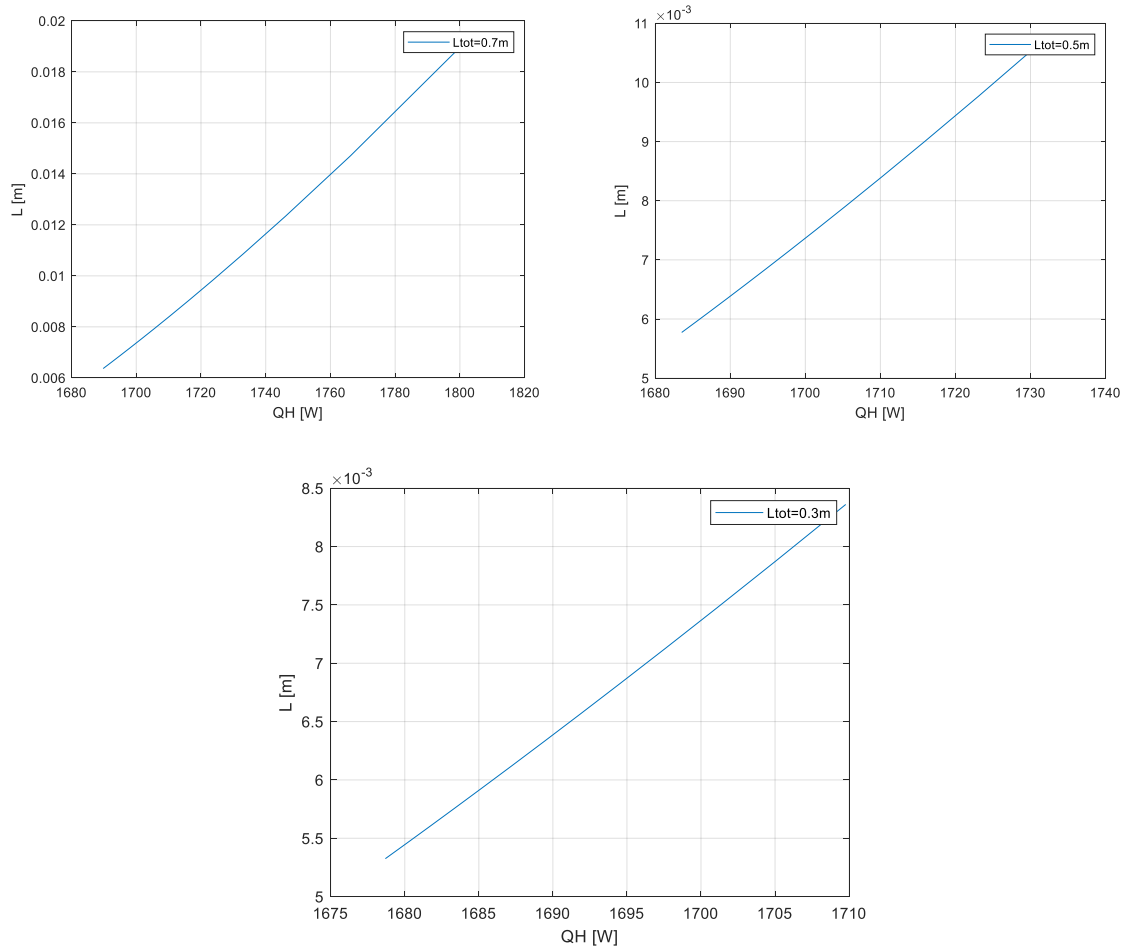 0.02
0.018
0.016
0.014
0.012
0.01
0.008
0.006
L [m]
1680 1700 1720 1740 1760 1780 1800 1820
QH [W]
Ltot=0.7m
×10-3
11
10
9
8
7
6
5
L [m]
1680 1690 1700 1710 1720 1730 1740
QH [W]
Ltot=0.5m
×10-3
8.5
8
7.5
7
6.5
6
5.5
5
L [m]
1675 1680 1685 1690 1695 1700 1705 1710
QH [W]
Ltot=0.3m